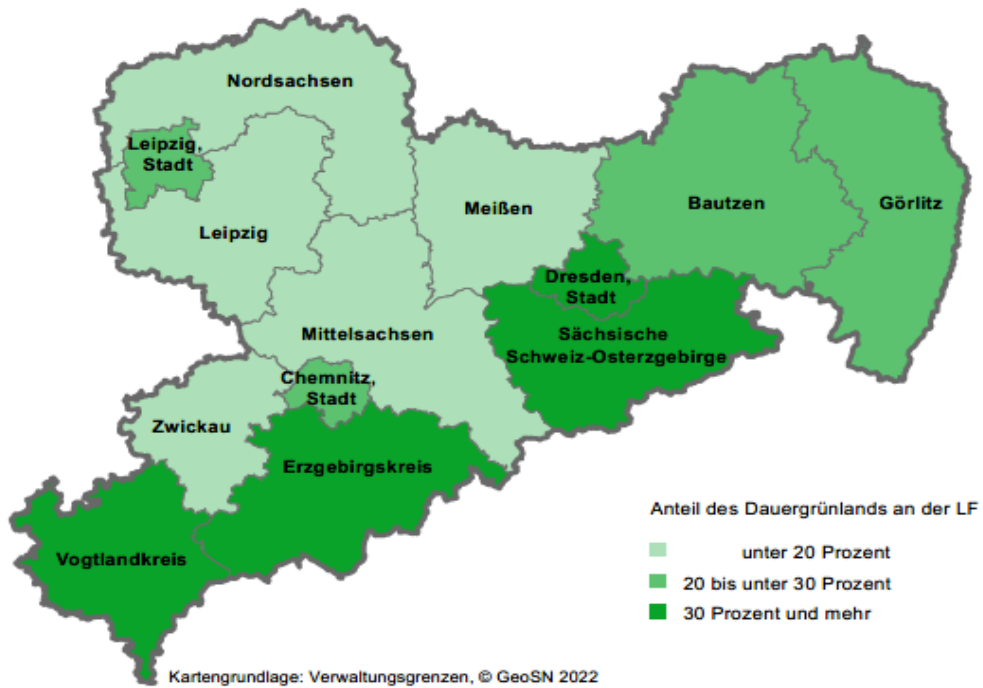 Nordsachsen
Leipzig,
Stadt
Leipzig
Meißen
Bautzen
Görlitz
Dresden,
Stadt
Mittelsachsen
Sächsische
Schweiz-Osterzgebirge
Chemnitz,
Stadt
Zwickau
Erzgebirgskreis
Vogtlandkreis
Anteil des Dauergrünlands an der LF
unter 20 Prozent
20 bis unter 30 Prozent
30 Prozent und mehr
Kartengrundlage: Verwaltungsgrenzen, © GeoSN 2022